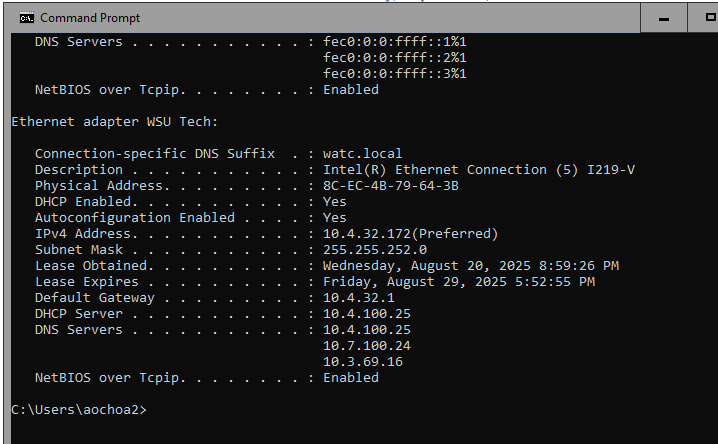 Command Prompt
DNS Servers . . . . . . . . . . . : fec0:0:0:ffff::1%1
fec0:0:0:ffff::2%1
fec0:0:0:ffff::3%1
NetBIOS over Tcpip. . . . . . . . : Enabled
Ethernet adapter WSU Tech:
Connection-specific DNS Suffix  . : watc.local
Description . . . . . . . . . . . : Intel(R) Ethernet Connection (5) I219-V
Physical Address. . . . . . . . . : 8C-EC-4B-79-64-3B
DHCP Enabled. . . . . . . . . . . : Yes
Autoconfiguration Enabled . . . . : Yes
IPv4 Address. . . . . . . . . . . : 10.4.32.172(Preferred)
Subnet Mask . . . . . . . . . . . : 255.255.252.0
Lease Obtained. . . . . . . . . . : Wednesday, August 20, 2025 8:59:26 PM
Lease Expires . . . . . . . . . . : Friday, August 29, 2025 5:52:55 PM
Default Gateway . . . . . . . . . : 10.4.32.1
DHCP Server . . . . . . . . . . . : 10.4.100.25
DNS Servers . . . . . . . . . . . : 10.4.100.25
10.7.100.24
10.3.69.16
NetBIOS over Tcpip. . . . . . . . : Enabled
C:\Users\aochoa2>